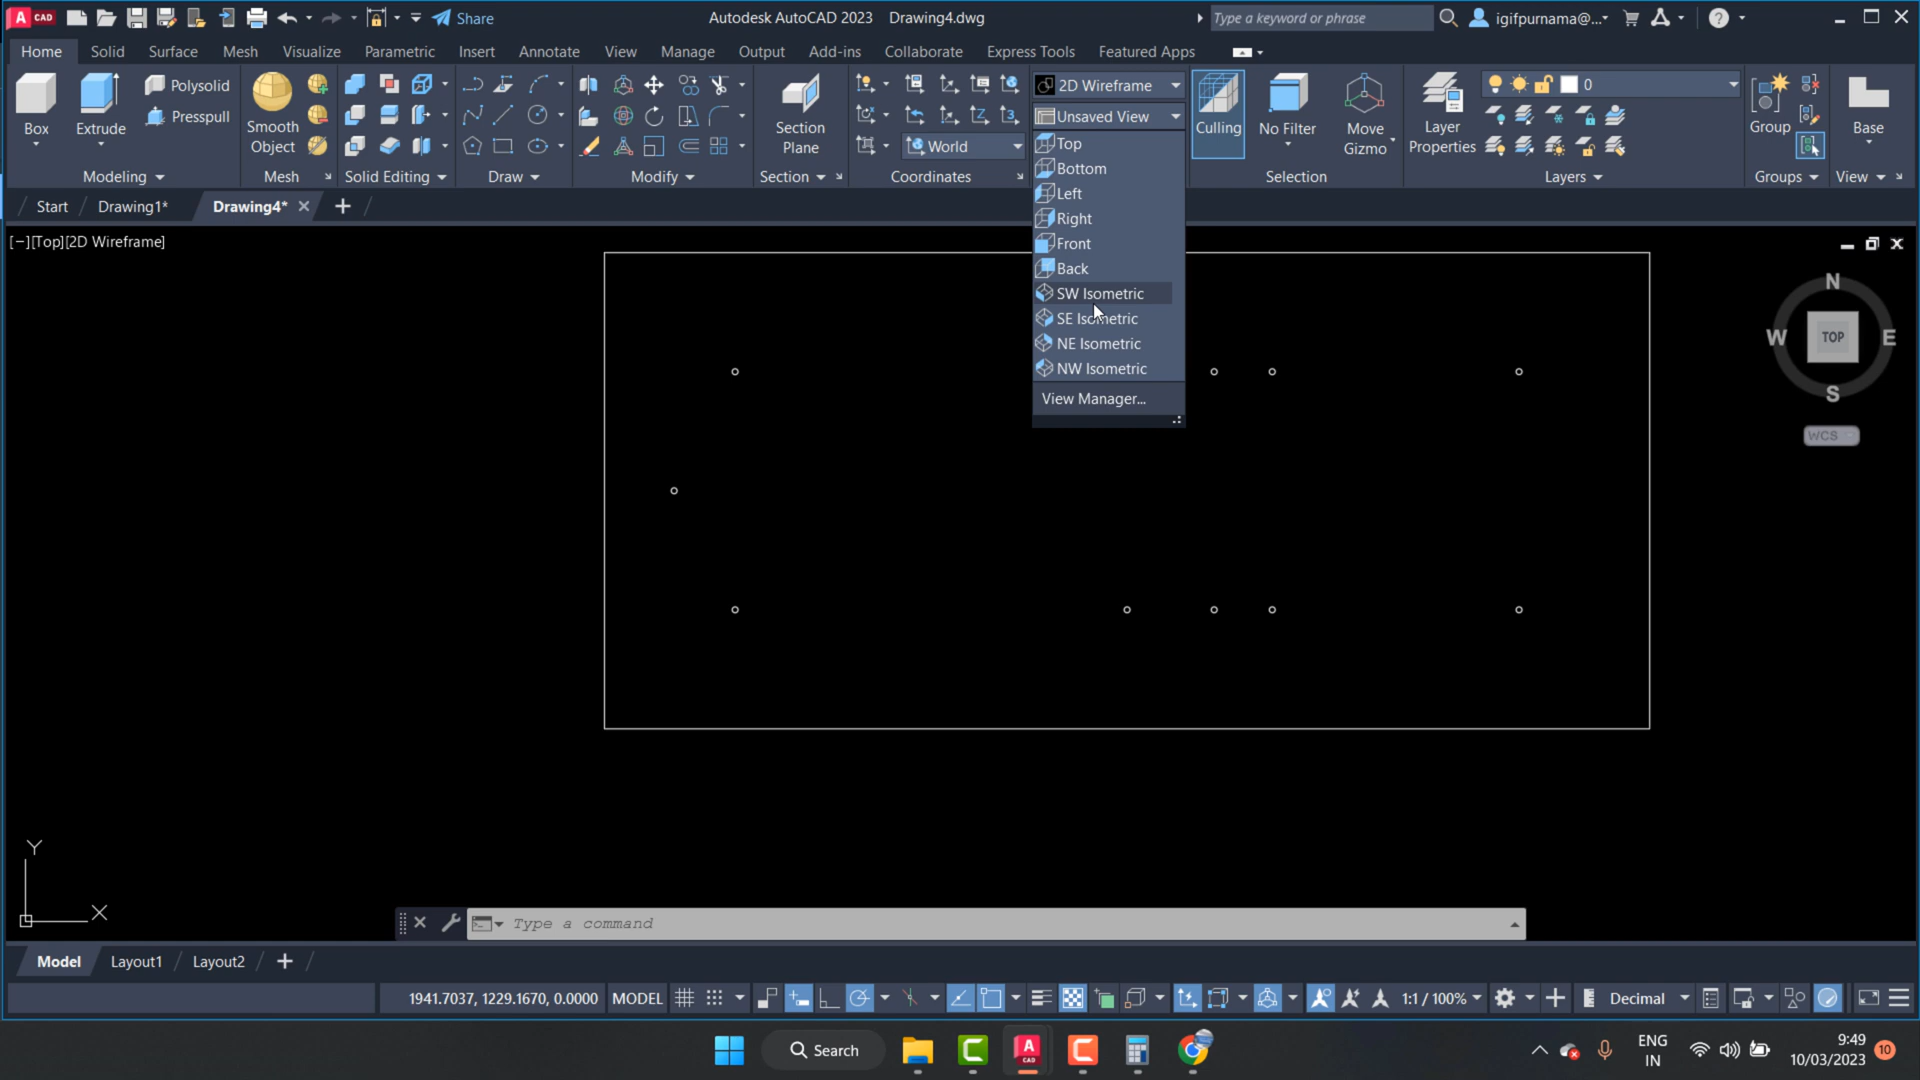 CAD
Share
Autodesk AutoCAD 2023 Drawing4.dwg
Type a keyword or phrase
igifpurnama@...
Home Solid Surface Mesh Visualize Parametric Insert Annotate View Manage Output Add-ins Collaborate Express Tools Featured Apps
Box
Extrude
Polysolid
Presspull
Smooth
Object
Section
Plane
World
2D Wireframe
Unsaved View
Culling
No Filter
Move
Gizmo
Layer
Properties
0
Group
Base
Modeling Mesh Solid Editing Draw Modify Section Coordinates Selection Layers Groups View
Top
Bottom
Left
Right
Front
Back
SW Isometric
SE Isometric
NE Isometric
NW Isometric
View Manager...
Start Drawing1* Drawing4*
[−][Top][2D Wireframe]
N
W TOP E
S
WCS
Y
X
Type a command
Model Layout1 Layout2
1941.7037, 1229.1670, 0.0000 MODEL 1:1 / 100% Decimal
Search
A
CAD
ENG
IN
9:49
10/03/2023
10